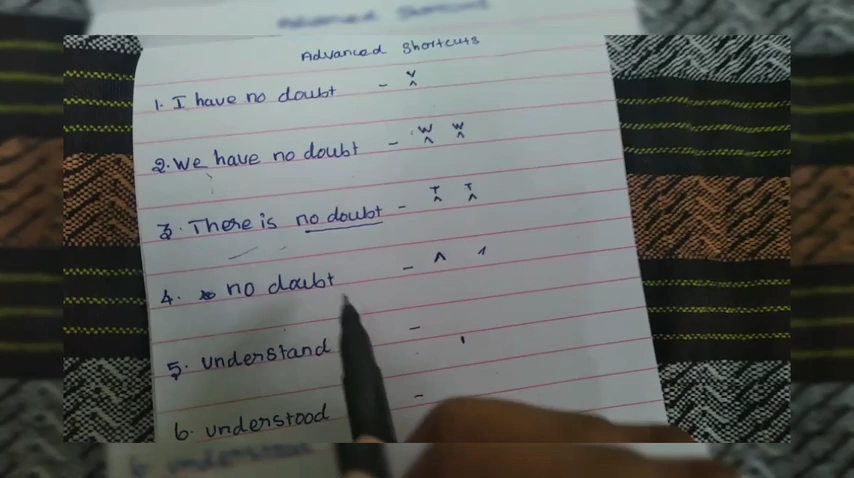 Advanced Shortcuts
1. I have no doubt -
2. We have no doubt -
3. There is no doubt -
4. no doubt -
5. understand -
6. understood -